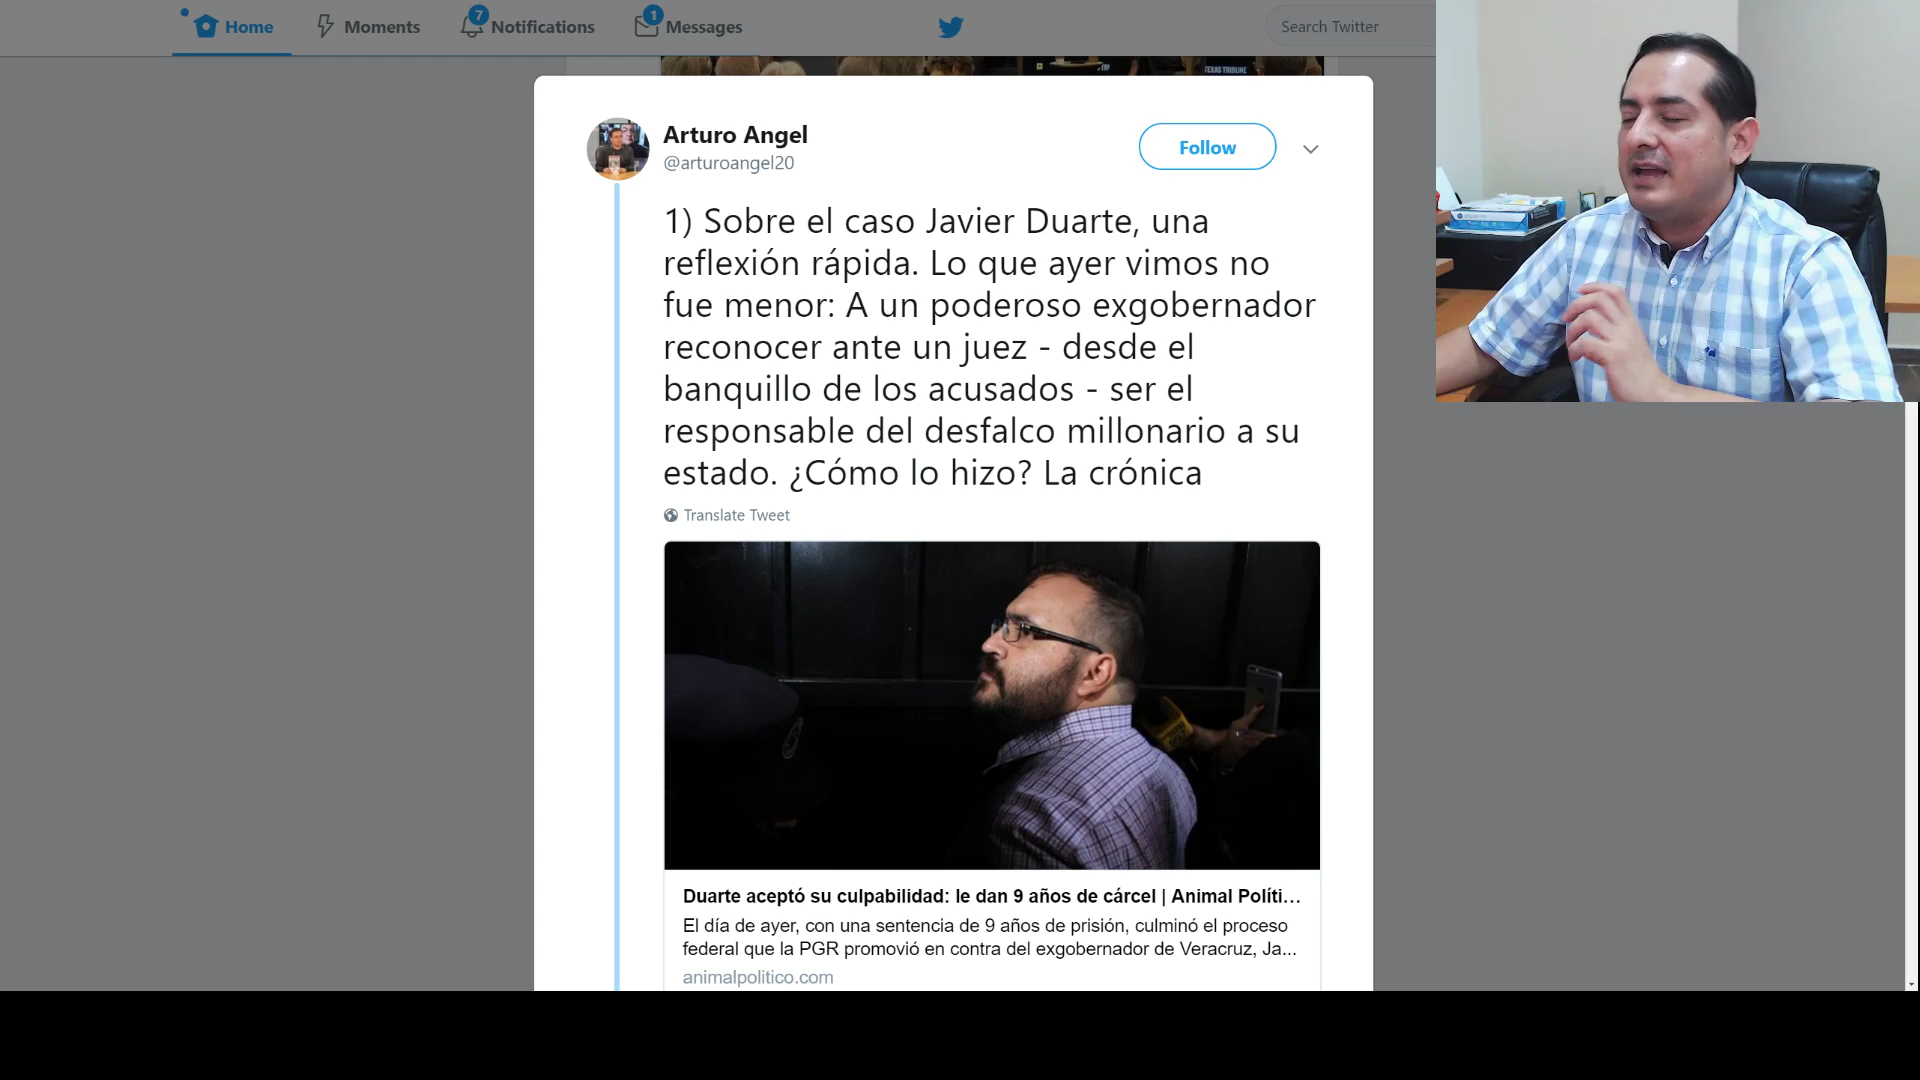 Home
Moments
7
Notifications
1
Messages
Search Twitter
TEXAS TRIBUNE
Arturo Angel
@arturoangel20
Follow
1) Sobre el caso Javier Duarte, una
reflexión rápida. Lo que ayer vimos no
fue menor: A un poderoso exgobernador
reconocer ante un juez - desde el
banquillo de los acusados - ser el
responsable del desfalco millonario a su
estado. ¿Cómo lo hizo? La crónica
Translate Tweet
Duarte aceptó su culpabilidad: le dan 9 años de cárcel | Animal Políti...
El día de ayer, con una sentencia de 9 años de prisión, culminó el proceso
federal que la PGR promovió en contra del exgobernador de Veracruz, Ja...
animalpolitico.com